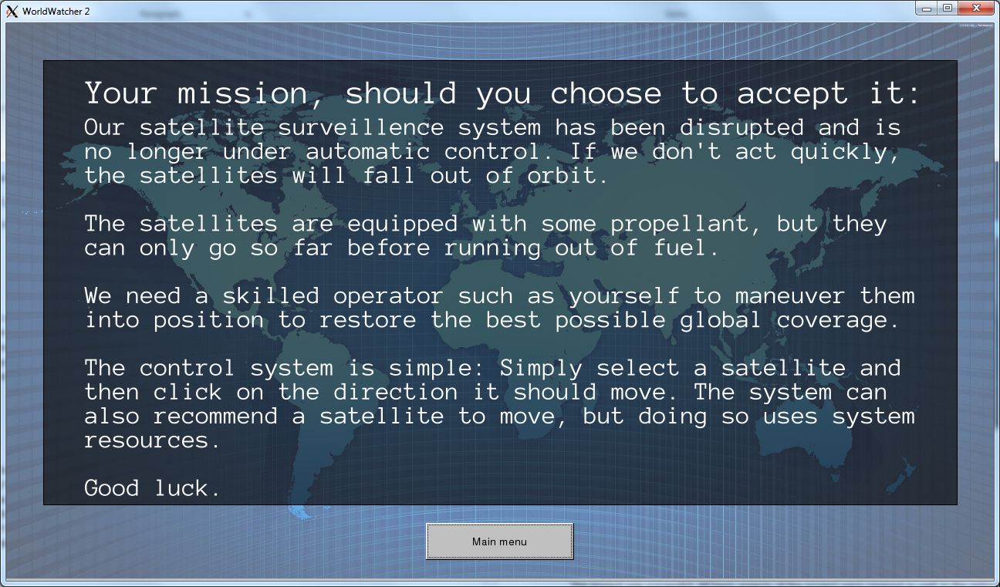 WorldWatcher 2
Your mission, should you choose to accept it:
Our satellite surveillence system has been disrupted and is
no longer under automatic control. If we don't act quickly,
the satellites will fall out of orbit.
The satellites are equipped with some propellant, but they
can only go so far before running out of fuel.
We need a skilled operator such as yourself to maneuver them
into position to restore the best possible global coverage.
The control system is simple: Simply select a satellite and
then click on the direction it should move. The system can
also recommend a satellite to move, but doing so uses system
resources.
Good luck.
Main menu